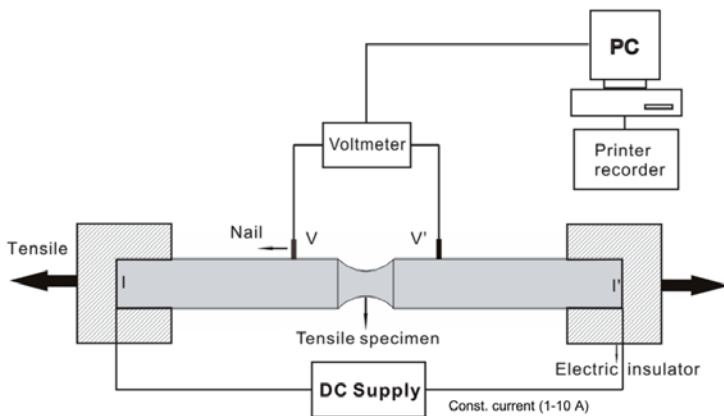 PC
Voltmeter
Printer
recorder
Nail
V
V'
Tensile
I
I'
Tensile specimen
Electric insulator
DC Supply
Const. current (1-10 A)